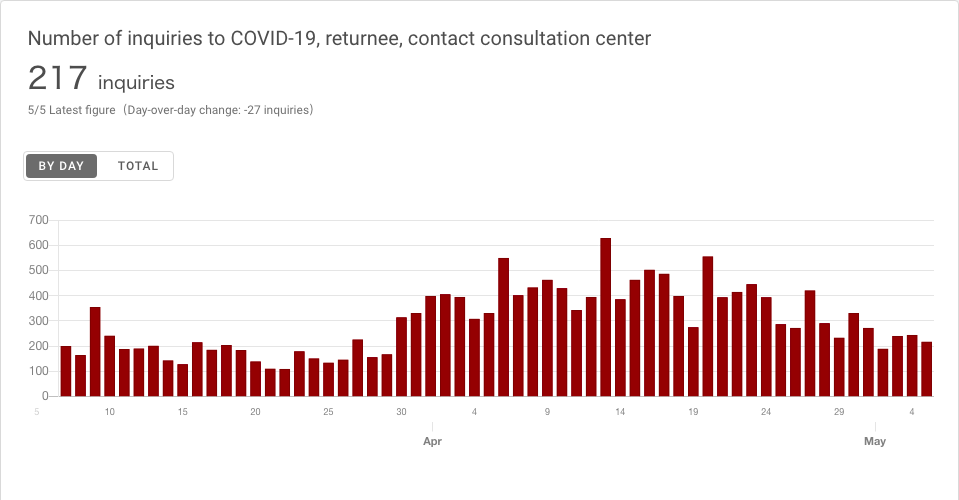 Number of inquiries to COVID-19, returnee, contact consultation center
217 inquiries
5/5 Latest figure（Day-over-day change: -27 inquiries）
BY DAY TOTAL
700
600
500
400
300
200
100
0
5 10 15 20 25 30 4 9 14 19 24 29 4
Apr May